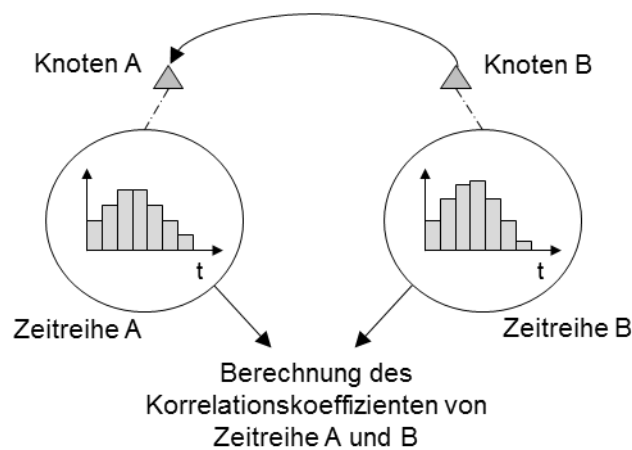 Knoten A
Knoten B
t
t
Zeitreihe A
Zeitreihe B
Berechnung des
Korrelationskoeffizienten von
Zeitreihe A und B